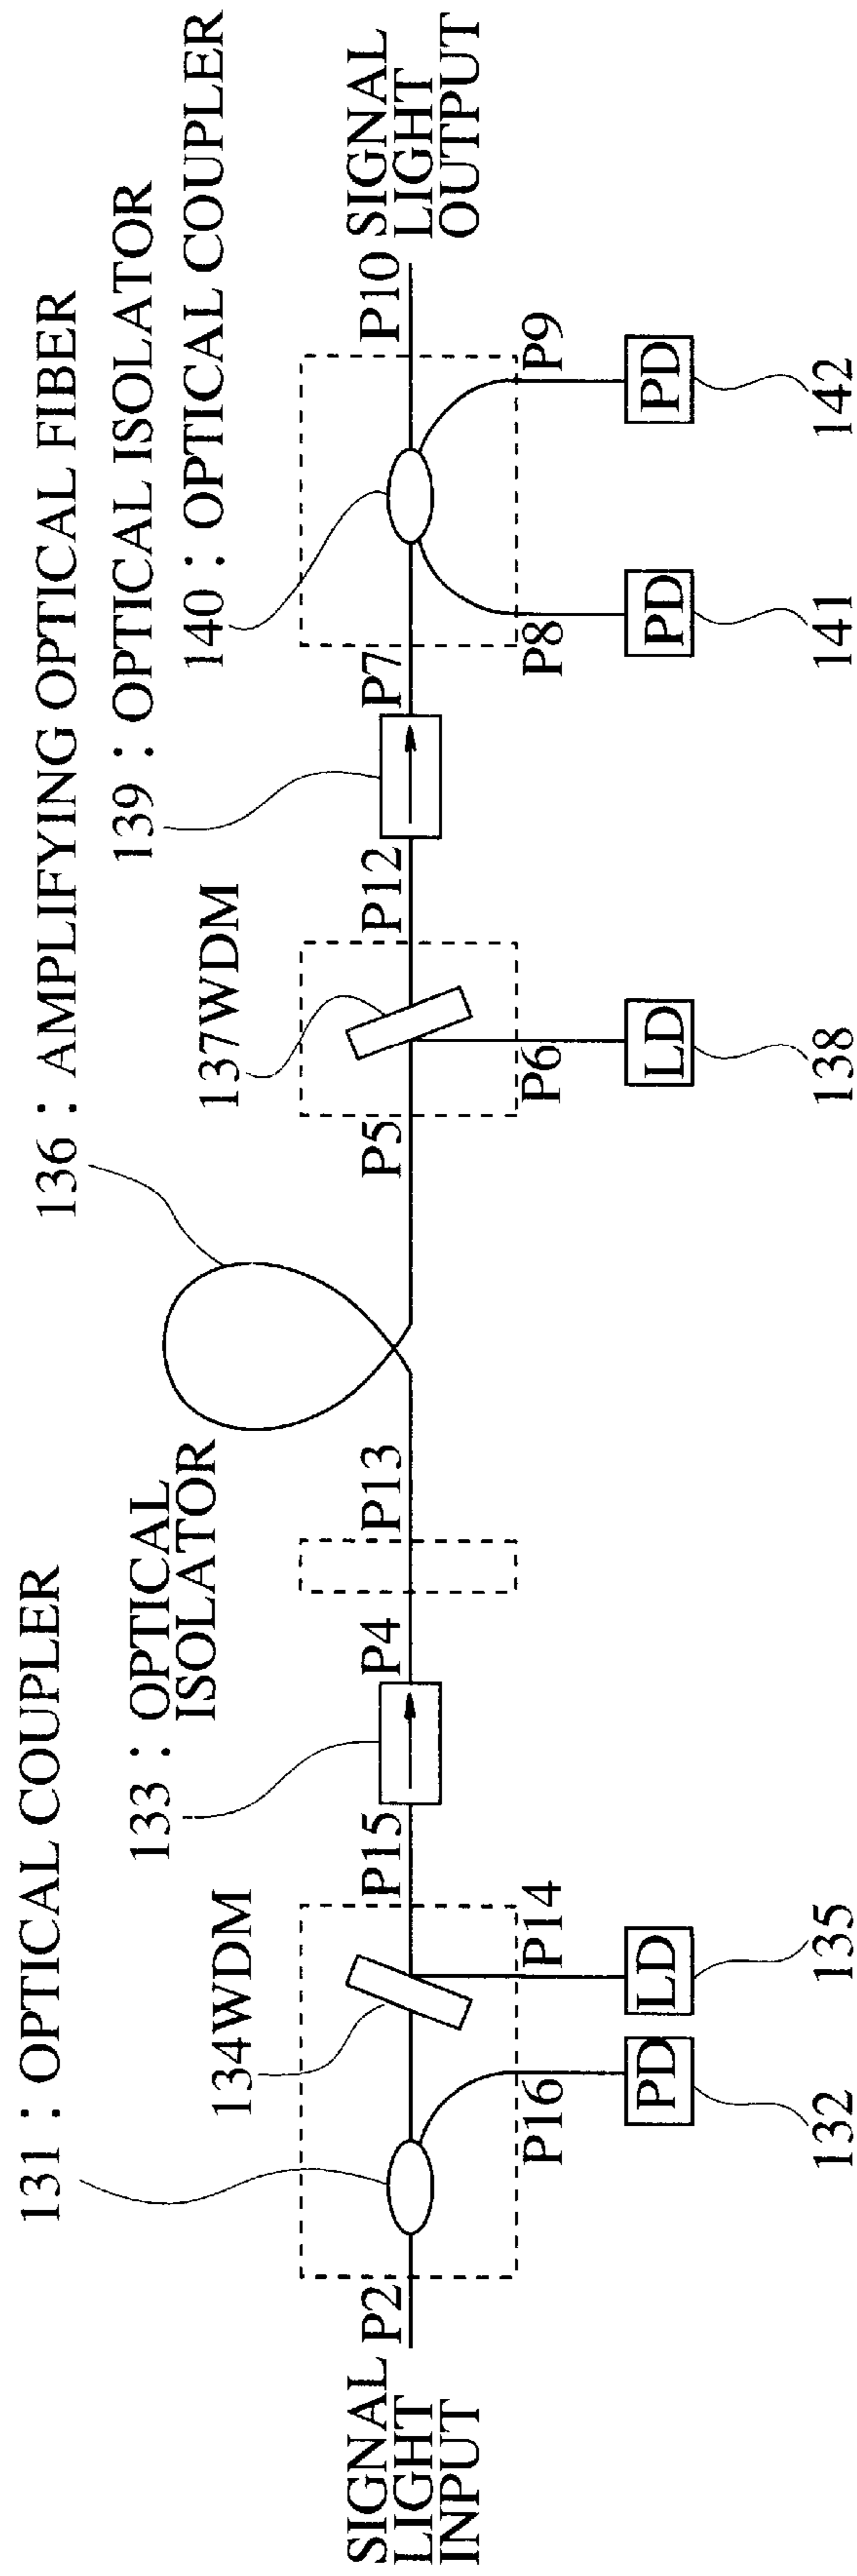 131 : OPTICAL COUPLER
133 : OPTICAL
ISOLATOR
136 : AMPLIFYING OPTICAL FIBER
139 : OPTICAL ISOLATOR
140 : OPTICAL COUPLER
134WDM
137WDM
SIGNAL
LIGHT
INPUT
P2
P15
P4
P13
P5
P12
P7
P10
SIGNAL
LIGHT
OUTPUT
P16
P14
P6
P8
P9
PD
LD
LD
PD
PD
132
135
138
141
142